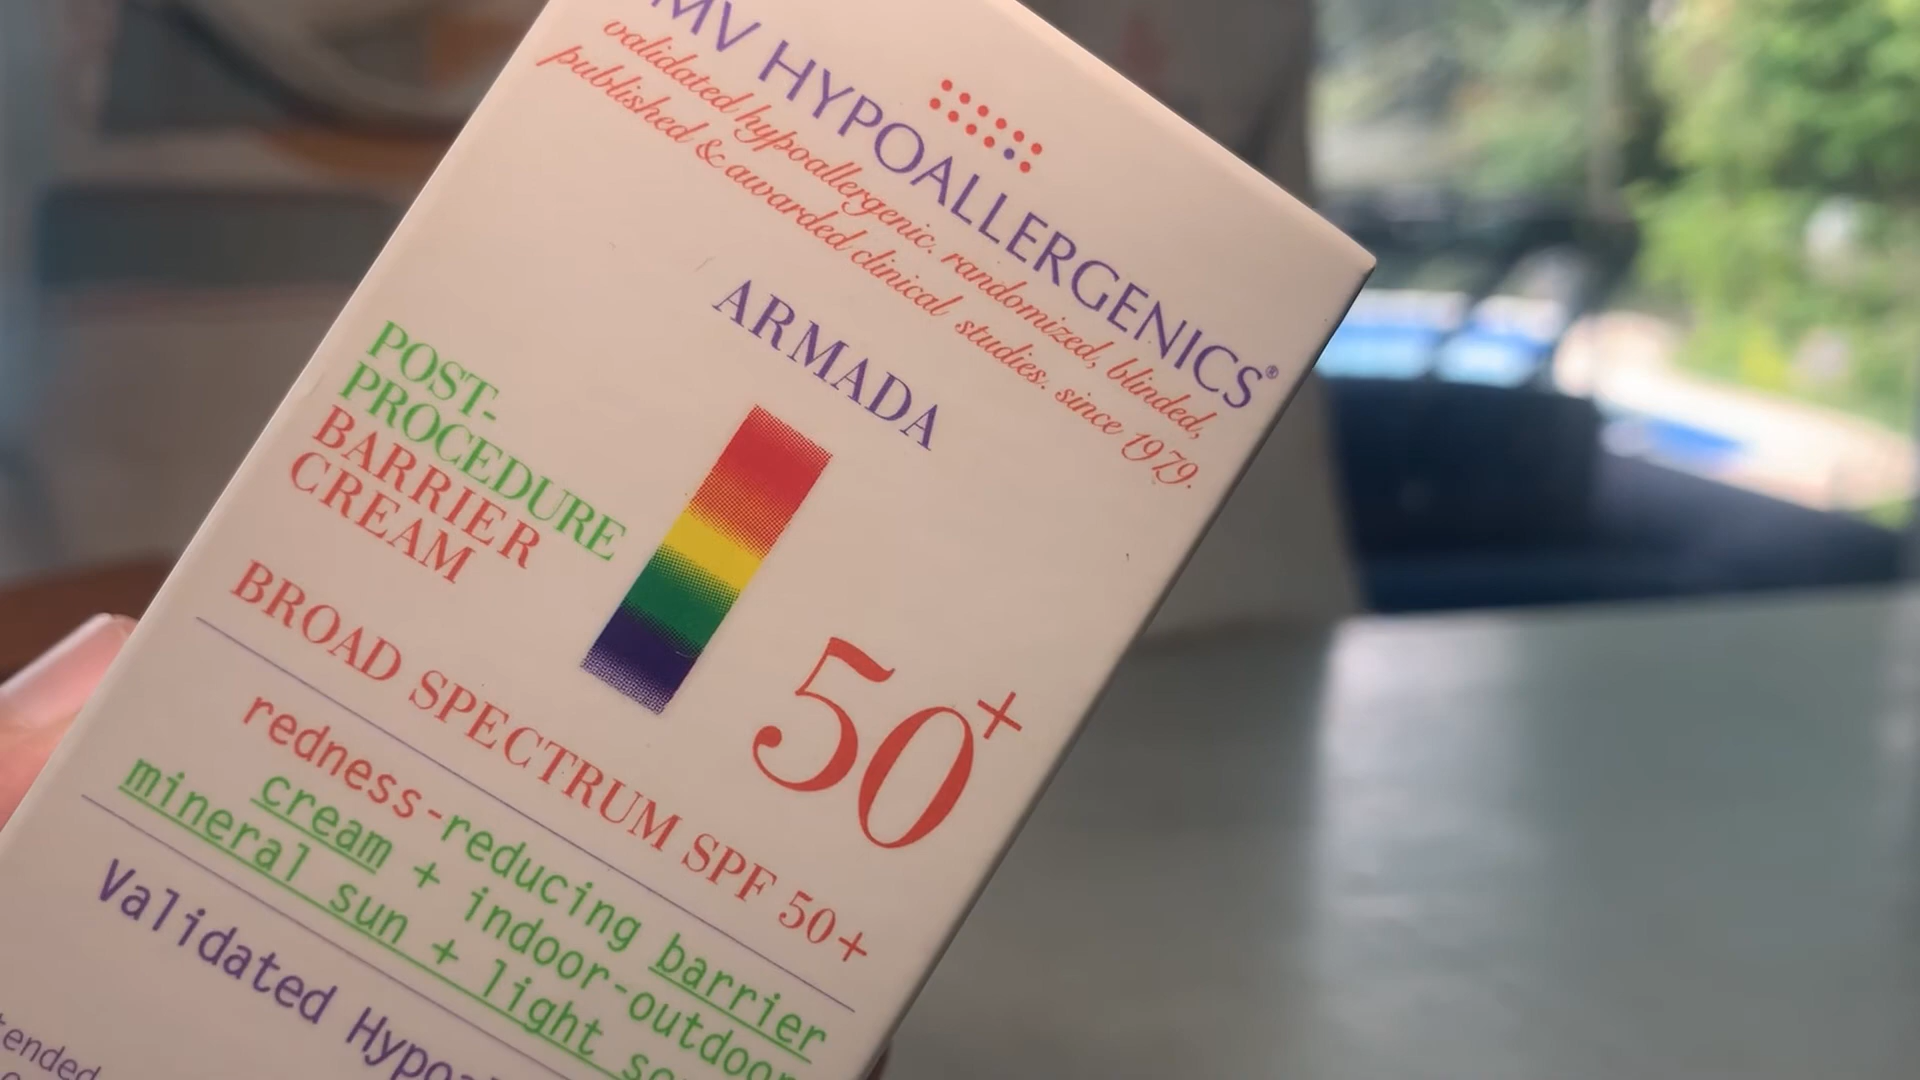 MV HYPOALLERGENICS®
validated hypoallergenic. randomized, blinded,
published & awarded clinical studies. since 1979.
ARMADA
POST-
PROCEDURE
BARRIER
CREAM
50+
BROAD SPECTRUM SPF 50+
redness-reducing barrier
cream + indoor-outdoor
mineral sun + light
Validated